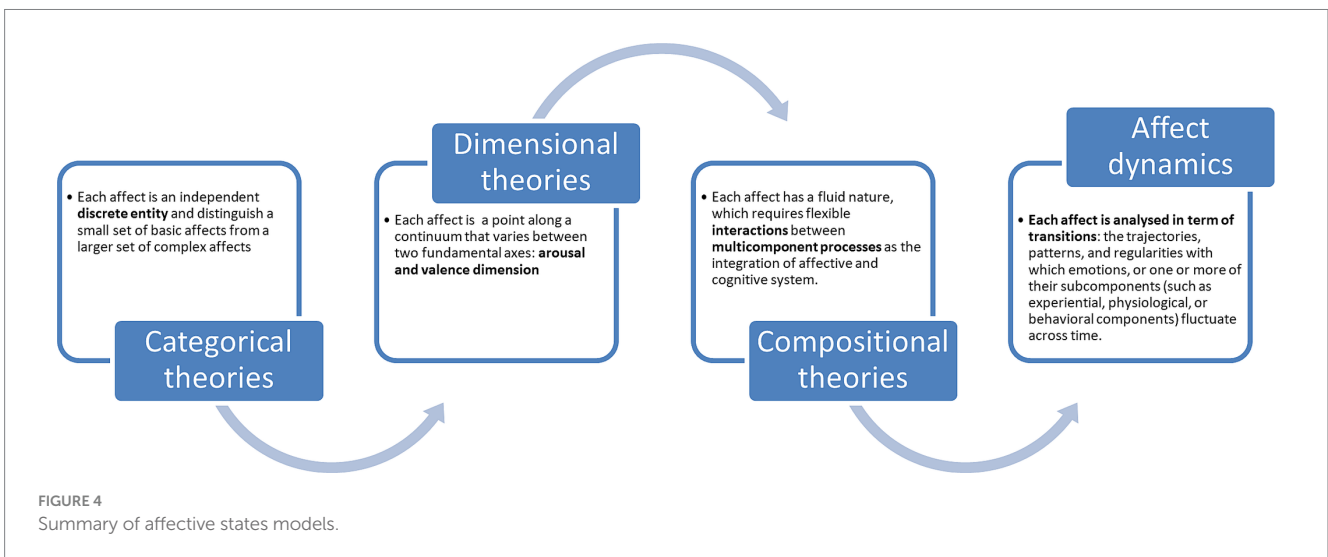 • Each affect is an independent
discrete entity and distinguish a
small set of basic affects from a
larger set of complex affects
Categorical
theories
Dimensional
theories
• Each affect is a point along a
continuum that varies between
two fundamental axes: arousal
and valence dimension
• Each affect has a fluid nature,
which requires flexible
interactions between
multicomponent processes as the
integration of affective and
cognitive system.
Compositional
theories
Affect
dynamics
• Each affect is analysed in term of
transitions: the trajectories,
patterns, and regularities with
which emotions, or one or more of
their subcomponents (such as
experiential, physiological, or
behavioral components) fluctuate
across time.
FIGURE 4
Summary of affective states models.